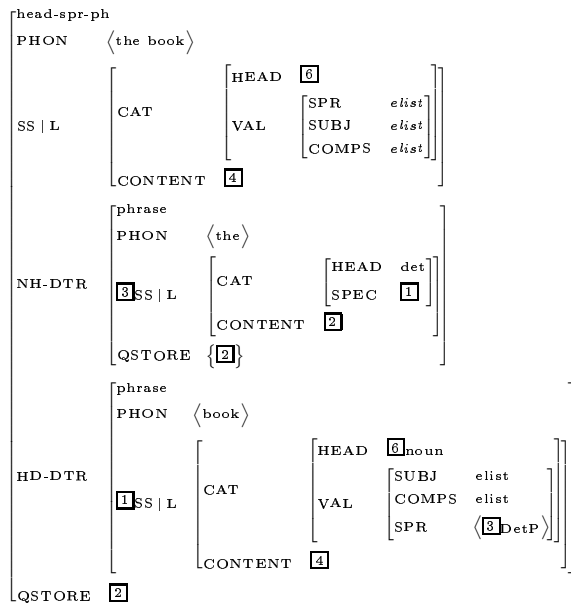 head-spr-ph
PHON ⟨the book⟩
HEAD 6
CAT
SPR elist
SS | L VAL SUBJ elist
COMPS elist
CONTENT 4
phrase
PHON ⟨the⟩
HEAD det
CAT
NH-DTR 3 SS | L SPEC 1
CONTENT 2
QSTORE {2}
phrase
PHON ⟨book⟩
HEAD 6 noun
HD-DTR SUBJ elist
1 SS | L CAT VAL COMPS elist
SPR ⟨3 DetP⟩
CONTENT 4
QSTORE 2